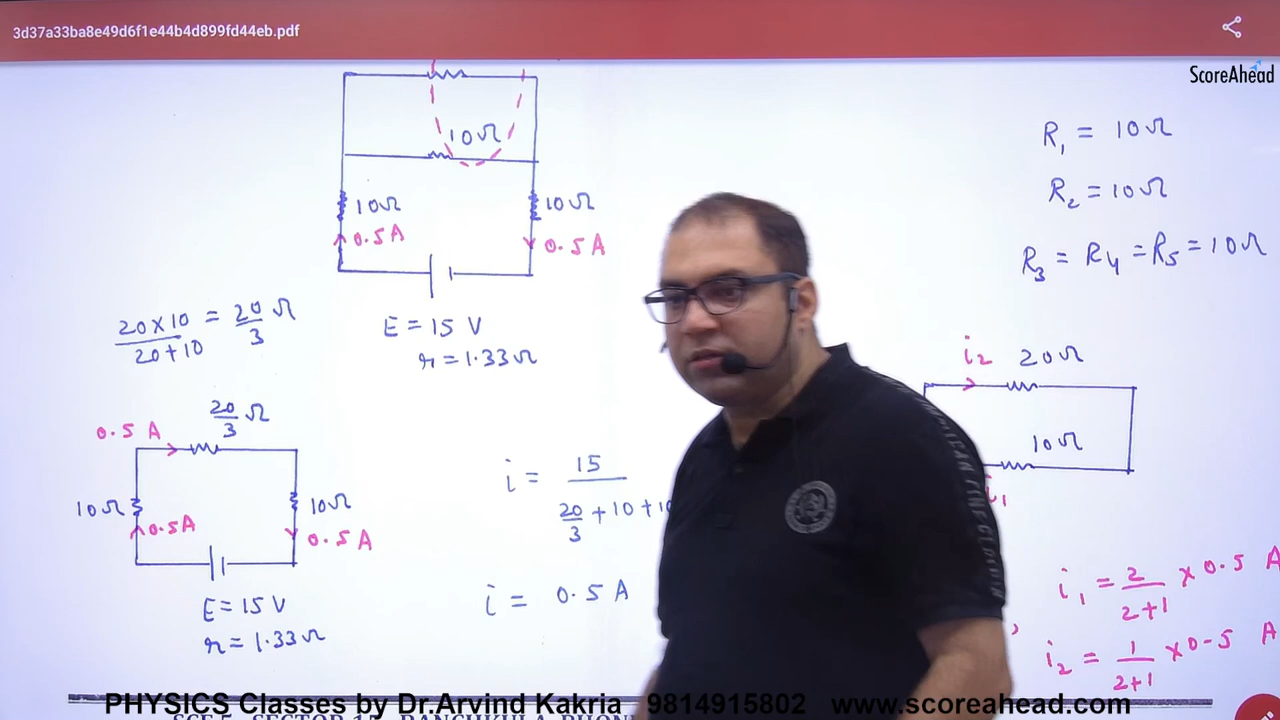 3d37a33ba8e49d6f1e44b4d899fd44eb.pdf
ScoreAhead
10Ω
10Ω
10Ω
0.5A
0.5A
E = 15 V
r = 1.33Ω
R₁ = 10Ω
R₂ = 10Ω
R₃ = R₄ = R₅ = 10Ω
20×10 / 20+10 = 20/3 Ω
20/3 Ω
0.5 A
10Ω
10Ω
0.5A
0.5A
E = 15 V
r = 1.33Ω
i = 15 / 20/3 + 10 + 10
i = 0.5 A
i₂ 20Ω
10Ω
i₁
i₁ = 2/2+1 × 0.5 A
i₂ = 1/2+1 × 0.5 A
PHYSICS Classes by Dr.Arvind Kakria 9814915802 www.scoreahead.com